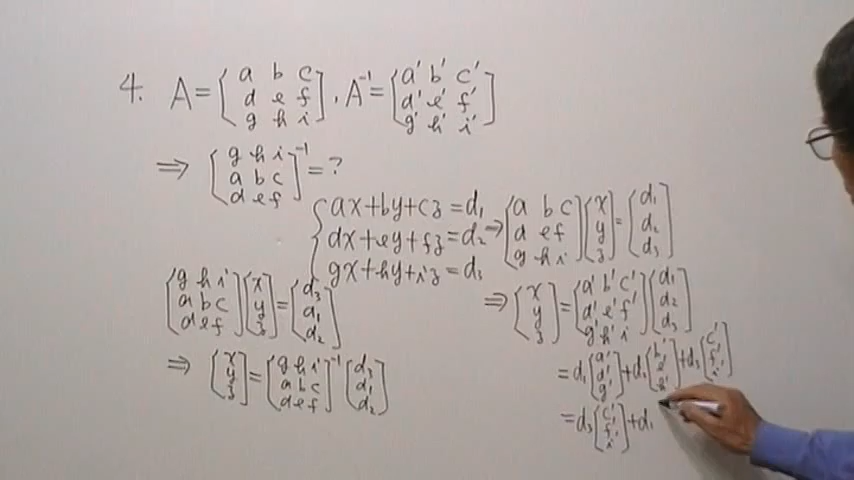 4. A = [a b c; d e f; g h i], A⁻¹ = [a' b' c'; d' e' f'; g' h' i']
⇒ [g h i; a b c; d e f]⁻¹ = ?
{ax+by+cz=d₁
dx+ey+fz=d₂
gx+hy+iz=d₃
⇒ [a b c; d e f; g h i][x; y; z] = [d₁; d₂; d₃]
⇒ [x; y; z] = [a' b' c'; d' e' f'; g' h' i][d₁; d₂; d₃]
= d₁[a'; d'; g'] + d₂[b'; e'; h'] + d₃[c'; f'; i']
= d₃[c'; f'; i'] + d₁
[g h i; a b c; d e f][x; y; z] = [d₃; d₁; d₂]
⇒ [x; y; z] = [g h i; a b c; d e f]⁻¹ [d₃; d₁; d₂]